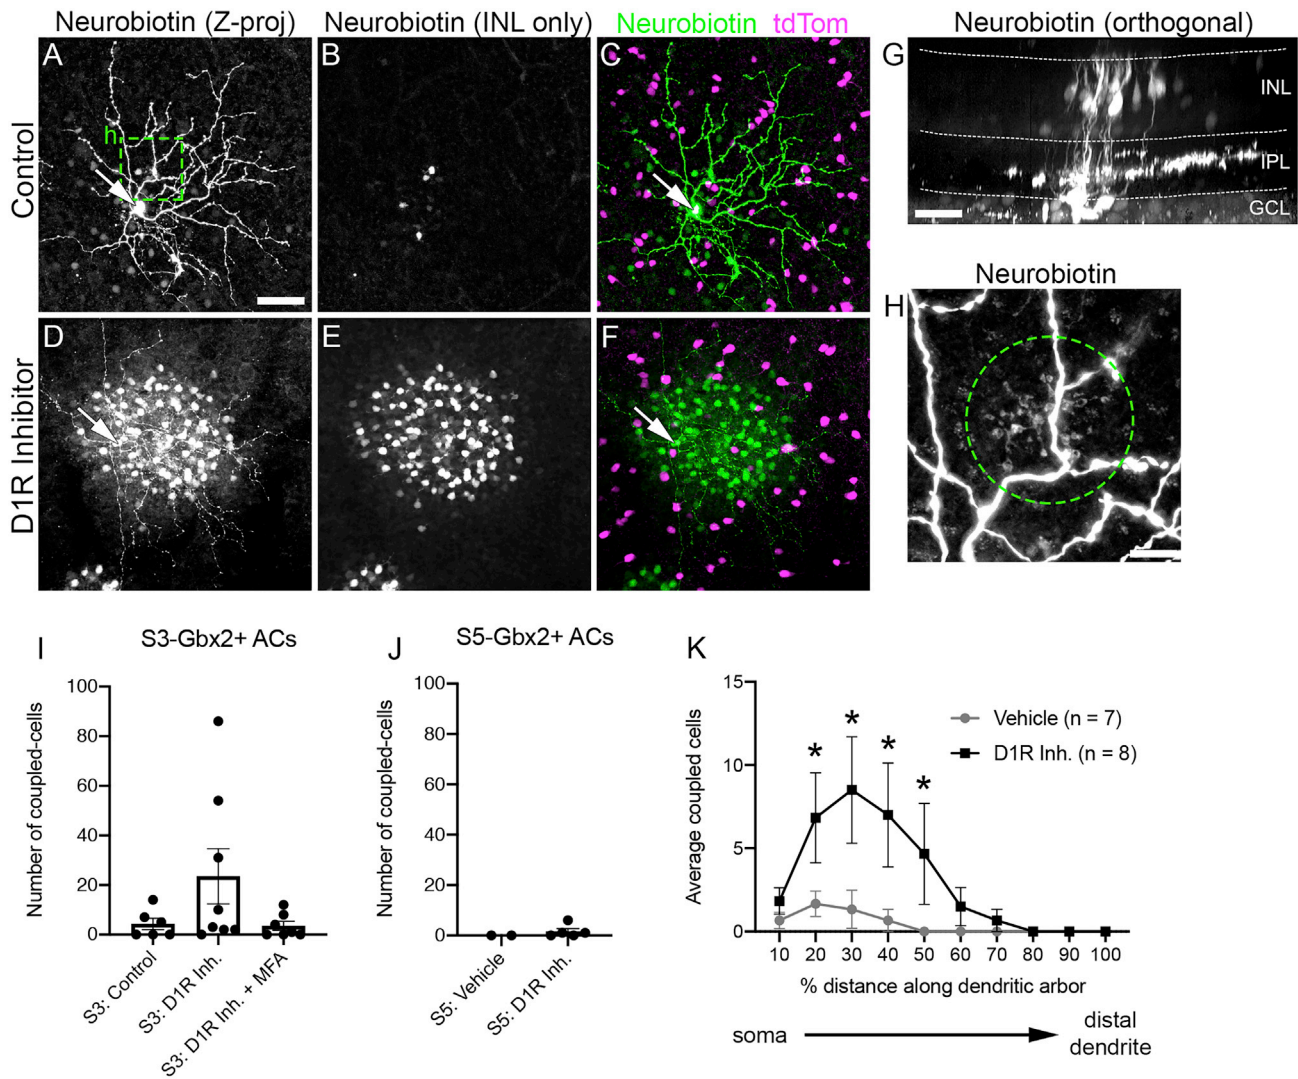 Neurobiotin (Z-proj)
Neurobiotin (INL only)
Neurobiotin tdTom
Neurobiotin (orthogonal)
Control
A
h
B
C
G
INL
IPL
GCL
D1R Inhibitor
D
E
F
Neurobiotin
H
I
S3-Gbx2+ ACs
Number of coupled-cells
100
80
60
40
20
0
S3: Control
S3: D1R Inh.
S3: D1R Inh. + MFA
J
S5-Gbx2+ ACs
Number of coupled-cells
100
80
60
40
20
0
S5: Vehicle
S5: D1R Inh.
K
Average coupled cells
15
10
5
0
* * * *
Vehicle (n = 7)
D1R Inh. (n = 8)
10 20 30 40 50 60 70 80 90 100
% distance along dendritic arbor
soma
distal
dendrite